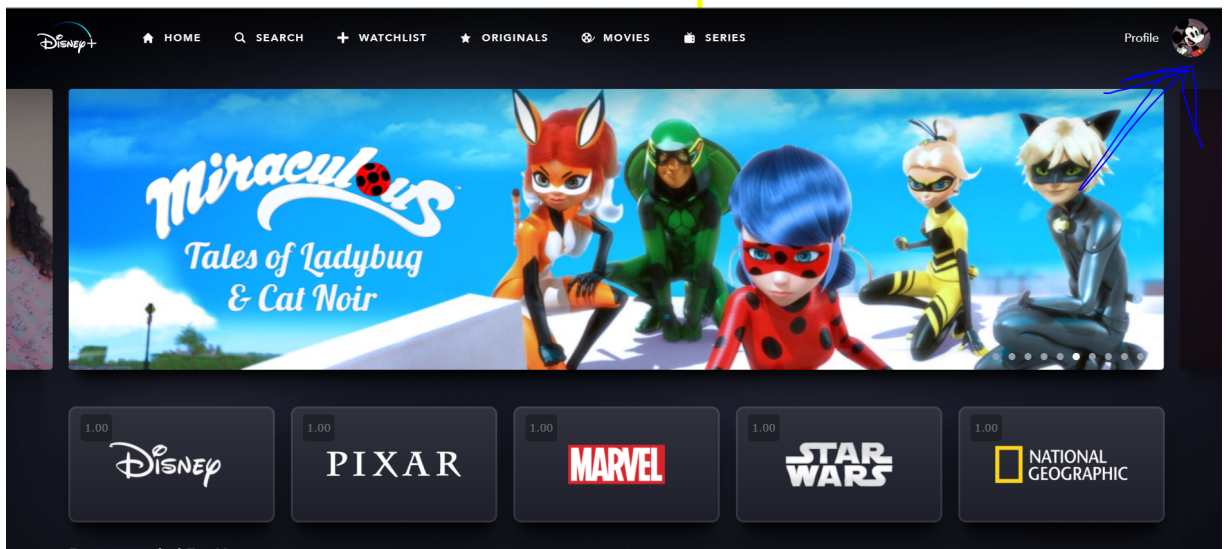 Disney+ HOME SEARCH WATCHLIST ORIGINALS MOVIES SERIES Profile
Miraculous
Tales of Ladybug
& Cat Noir
1.00 1.00 1.00 1.00 1.00
Disney PIXAR MARVEL STAR WARS NATIONAL GEOGRAPHIC